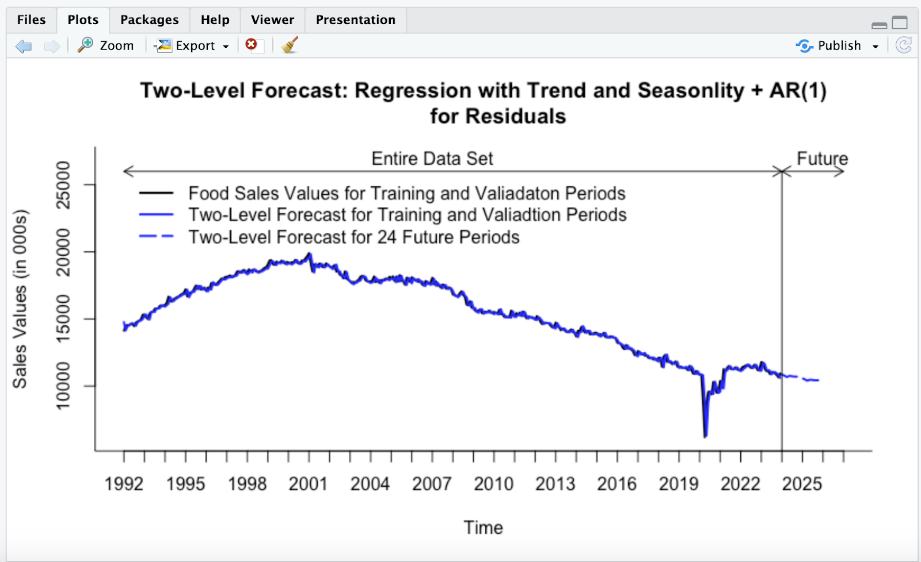 Files Plots Packages Help Viewer Presentation
Zoom Export Publish
Two-Level Forecast: Regression with Trend and Seasonlity + AR(1)
for Residuals
Entire Data Set Future
Food Sales Values for Training and Valiadaton Periods
Two-Level Forecast for Training and Valiadtion Periods
Two-Level Forecast for 24 Future Periods
Sales Values (in 000s)
25000
20000
15000
10000
1992 1995 1998 2001 2004 2007 2010 2013 2016 2019 2022 2025
Time